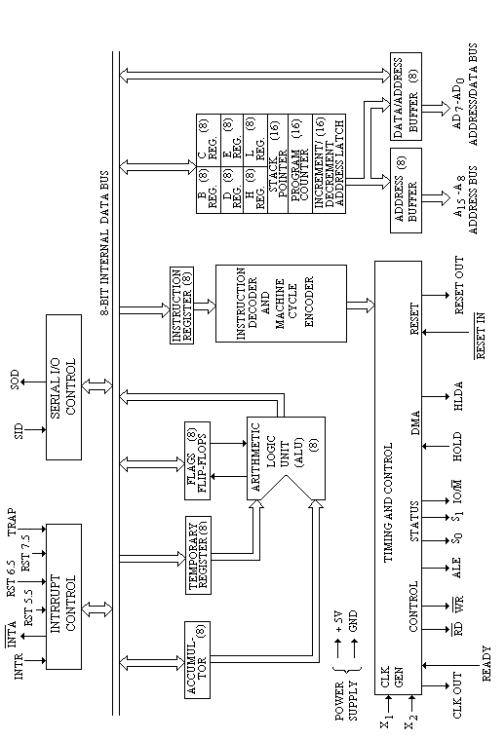 INTR
INTA
RST 5.5
RST 6.5
RST 7.5
TRAP
SID
SOD
INTRRUPT
CONTROL
SERIAL I/O
CONTROL
8-BIT INTERNAL DATA BUS
ACCUMUL-
TOR
(8)
TEMPORARY
REGISTER (8)
FLAGS (8)
FLIP-FLOPS
ARITHMETIC
LOGIC
UNIT
(ALU)
(8)
INSTRUCTION
REGISTER (8)
INSTRUCTION
DECODER
AND
MACHINE
CYCLE
ENCODER
B (8)
REG.
C (8)
REG.
D (8)
REG.
E (8)
REG.
H (8)
REG.
L (8)
REG.
STACK (16)
POINTER
PROGRAM (16)
COUNTER
INCREMENT/ (16)
DECREMENT
ADDRESS LATCH
ADDRESS (8)
BUFFER
DATA/ADDRESS
BUFFER (8)
A15-A8
ADDRESS BUS
AD7-AD0
ADDRESS/DATA BUS
POWER
SUPPLY
+ 5V
GND
X1
X2
CLK
GEN
TIMING AND CONTROL
CONTROL
STATUS
DMA
RESET
CLK OUT
READY
RD
WR
ALE
S0
S1
IO/M
HOLD
HLDA
RESET IN
RESET OUT